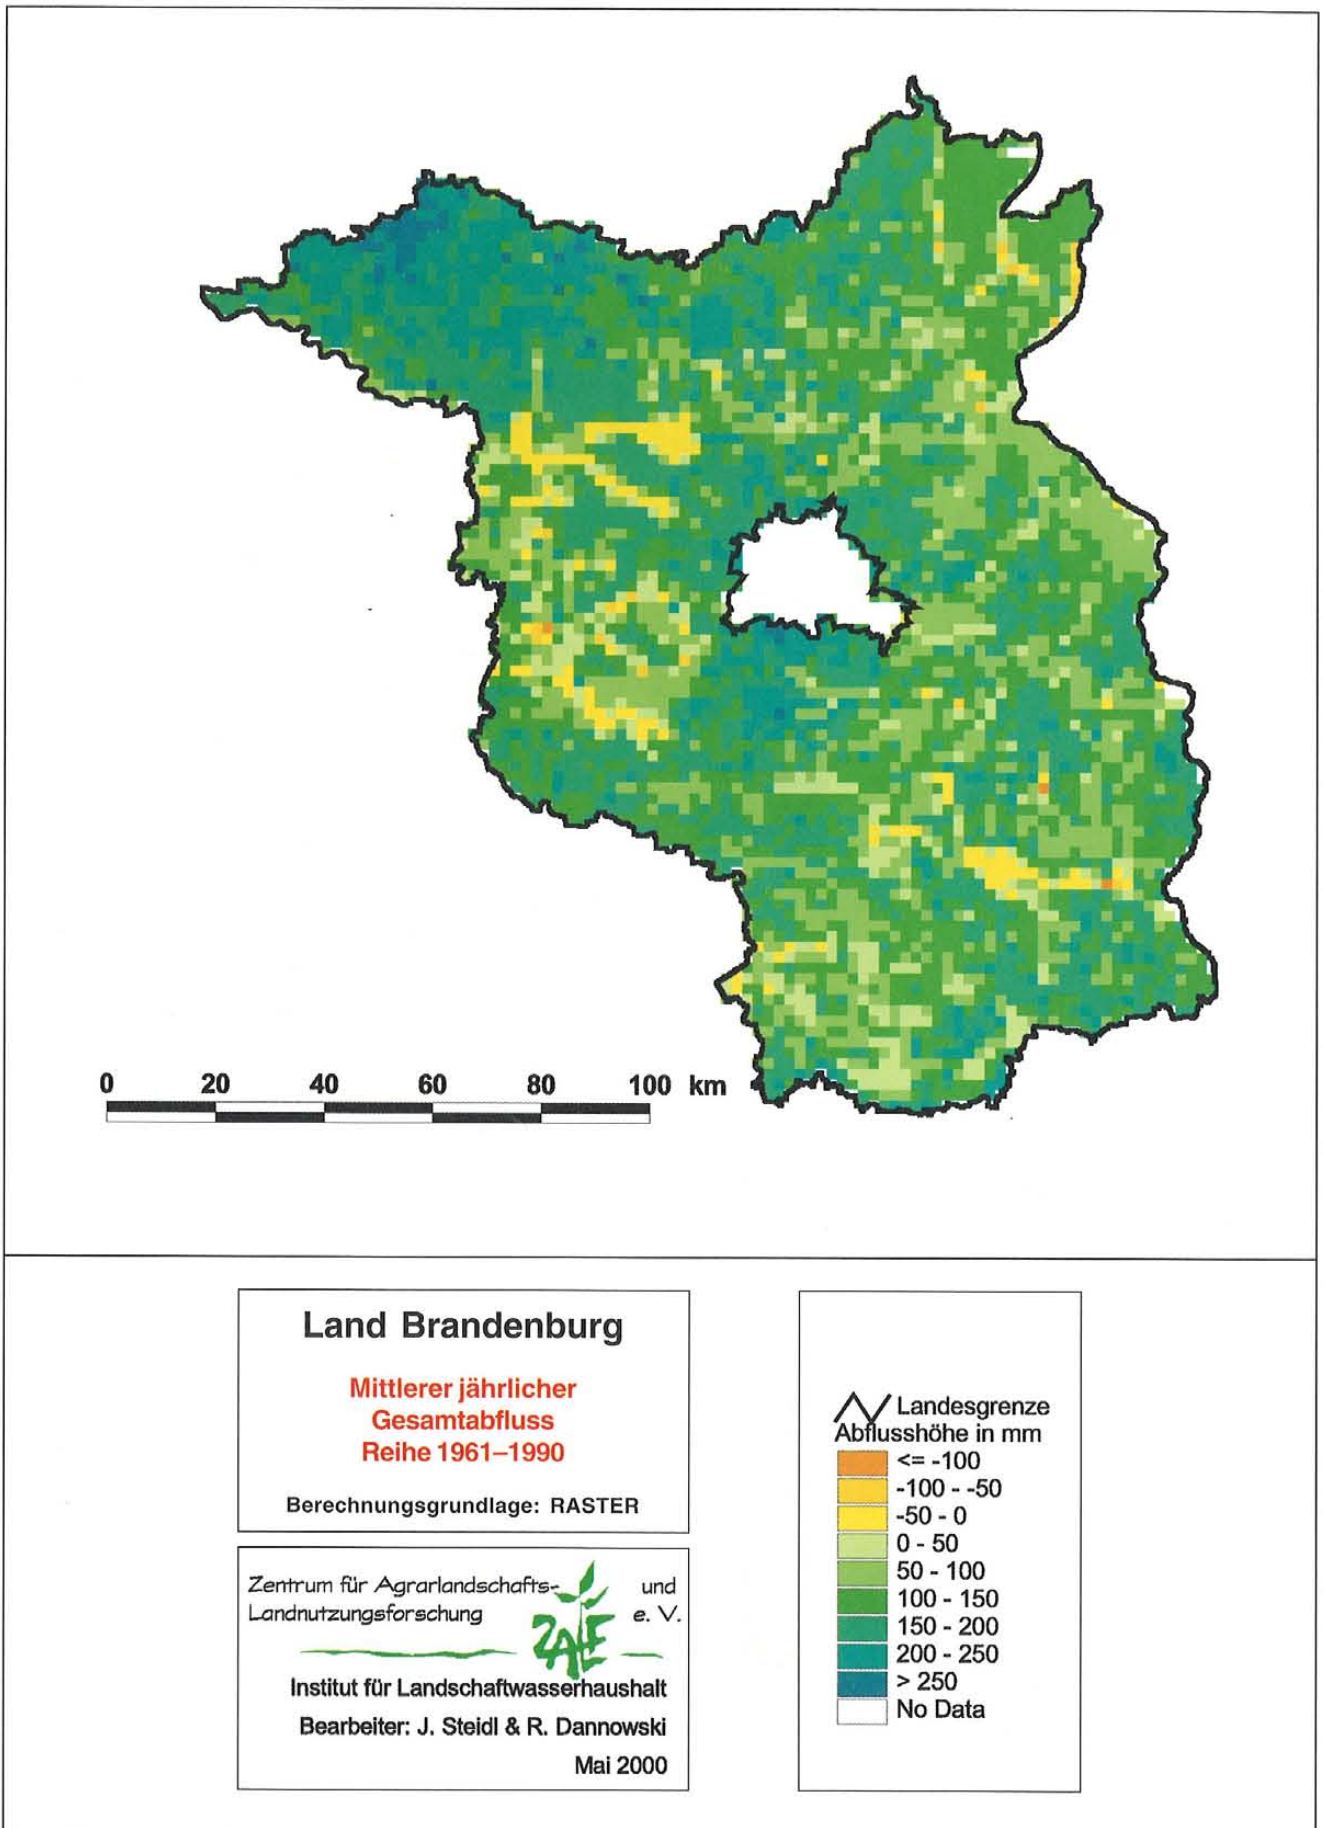 0 20 40 60 80 100 km
Land Brandenburg
Mittlerer jährlicher
Gesamtabfluss
Reihe 1961–1990
Berechnungsgrundlage: RASTER
Zentrum für Agrarlandschafts- und
Landnutzungsforschung e. V.
ZALF
Institut für Landschaftwasserhaushalt
Bearbeiter: J. Steidl & R. Dannowski
Mai 2000
Landesgrenze
Abflusshöhe in mm
<= -100
-100 - -50
-50 - 0
0 - 50
50 - 100
100 - 150
150 - 200
200 - 250
> 250
No Data